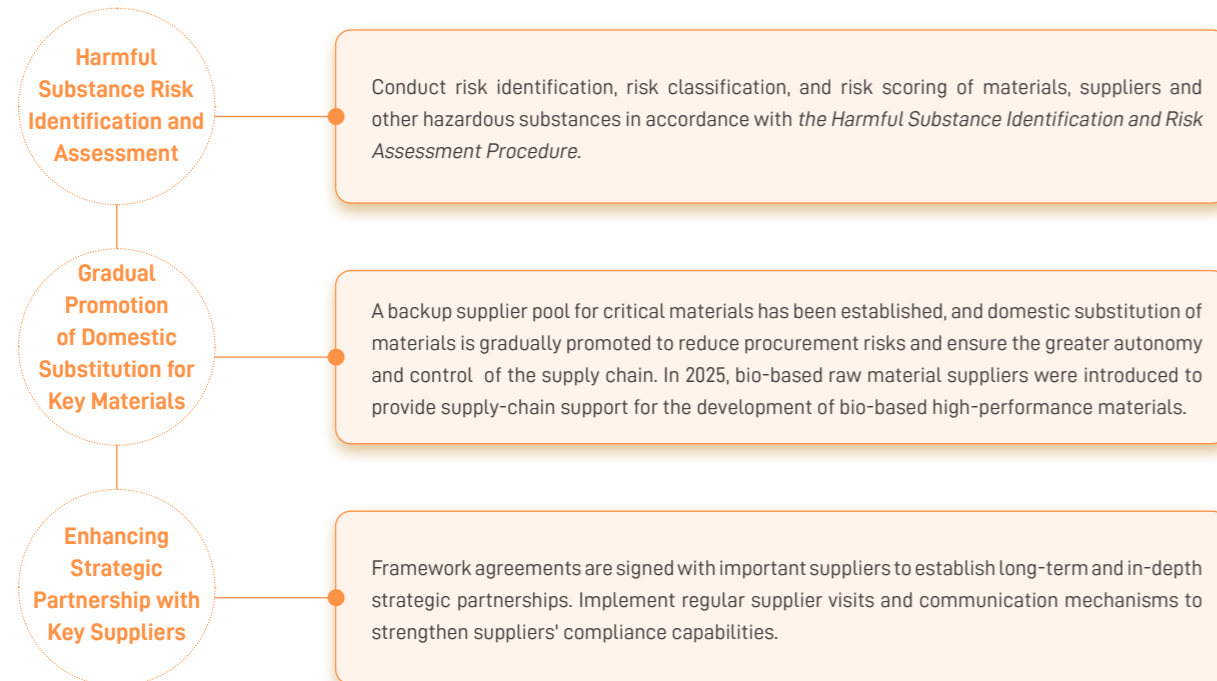 Harmful
Substance Risk
Identification and
Assessment
Conduct risk identification, risk classification, and risk scoring of materials, suppliers and
other hazardous substances in accordance with the Harmful Substance Identification and Risk
Assessment Procedure.
Gradual
Promotion
of Domestic
Substitution for
Key Materials
A backup supplier pool for critical materials has been established, and domestic substitution of
materials is gradually promoted to reduce procurement risks and ensure the greater autonomy
and control of the supply chain. In 2025, bio-based raw material suppliers were introduced to
provide supply-chain support for the development of bio-based high-performance materials.
Enhancing
Strategic
Partnership with
Key Suppliers
Framework agreements are signed with important suppliers to establish long-term and in-depth
strategic partnerships. Implement regular supplier visits and communication mechanisms to
strengthen suppliers' compliance capabilities.